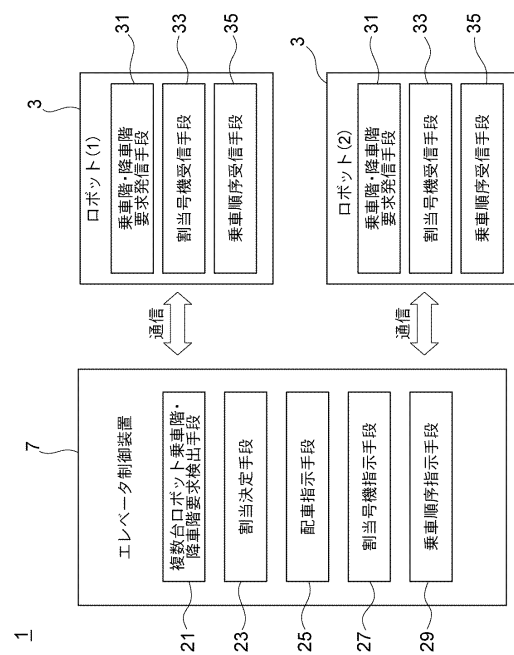 1
7
エレベータ制御装置
複数台ロボット乗車階・
降車階要求検出手段
21
割当決定手段
23
配車指示手段
25
割当号機指示手段
27
乗車順序指示手段
29
通信
通信
3
ロボット(1)
乗車階・降車階
要求発信手段
31
割当号機受信手段
33
乗車順序受信手段
35
3
ロボット(2)
乗車階・降車階
要求発信手段
31
割当号機受信手段
33
乗車順序受信手段
35